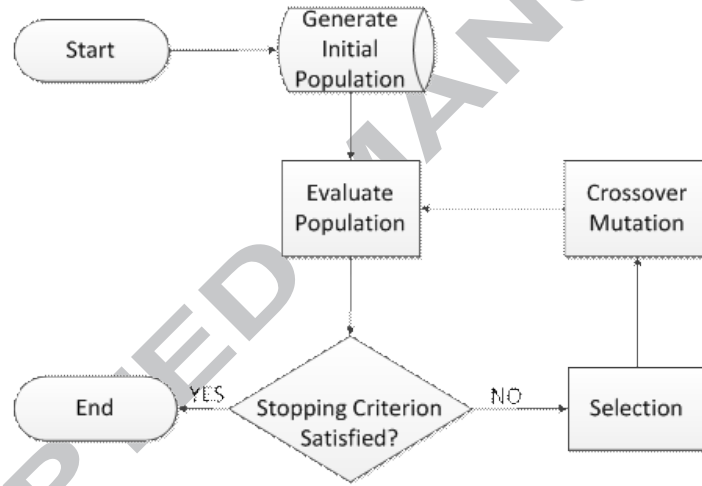 Start
Generate
Initial
Population
Evaluate
Population
Crossover
Mutation
Stopping Criterion
Satisfied?
YES
NO
End
Selection